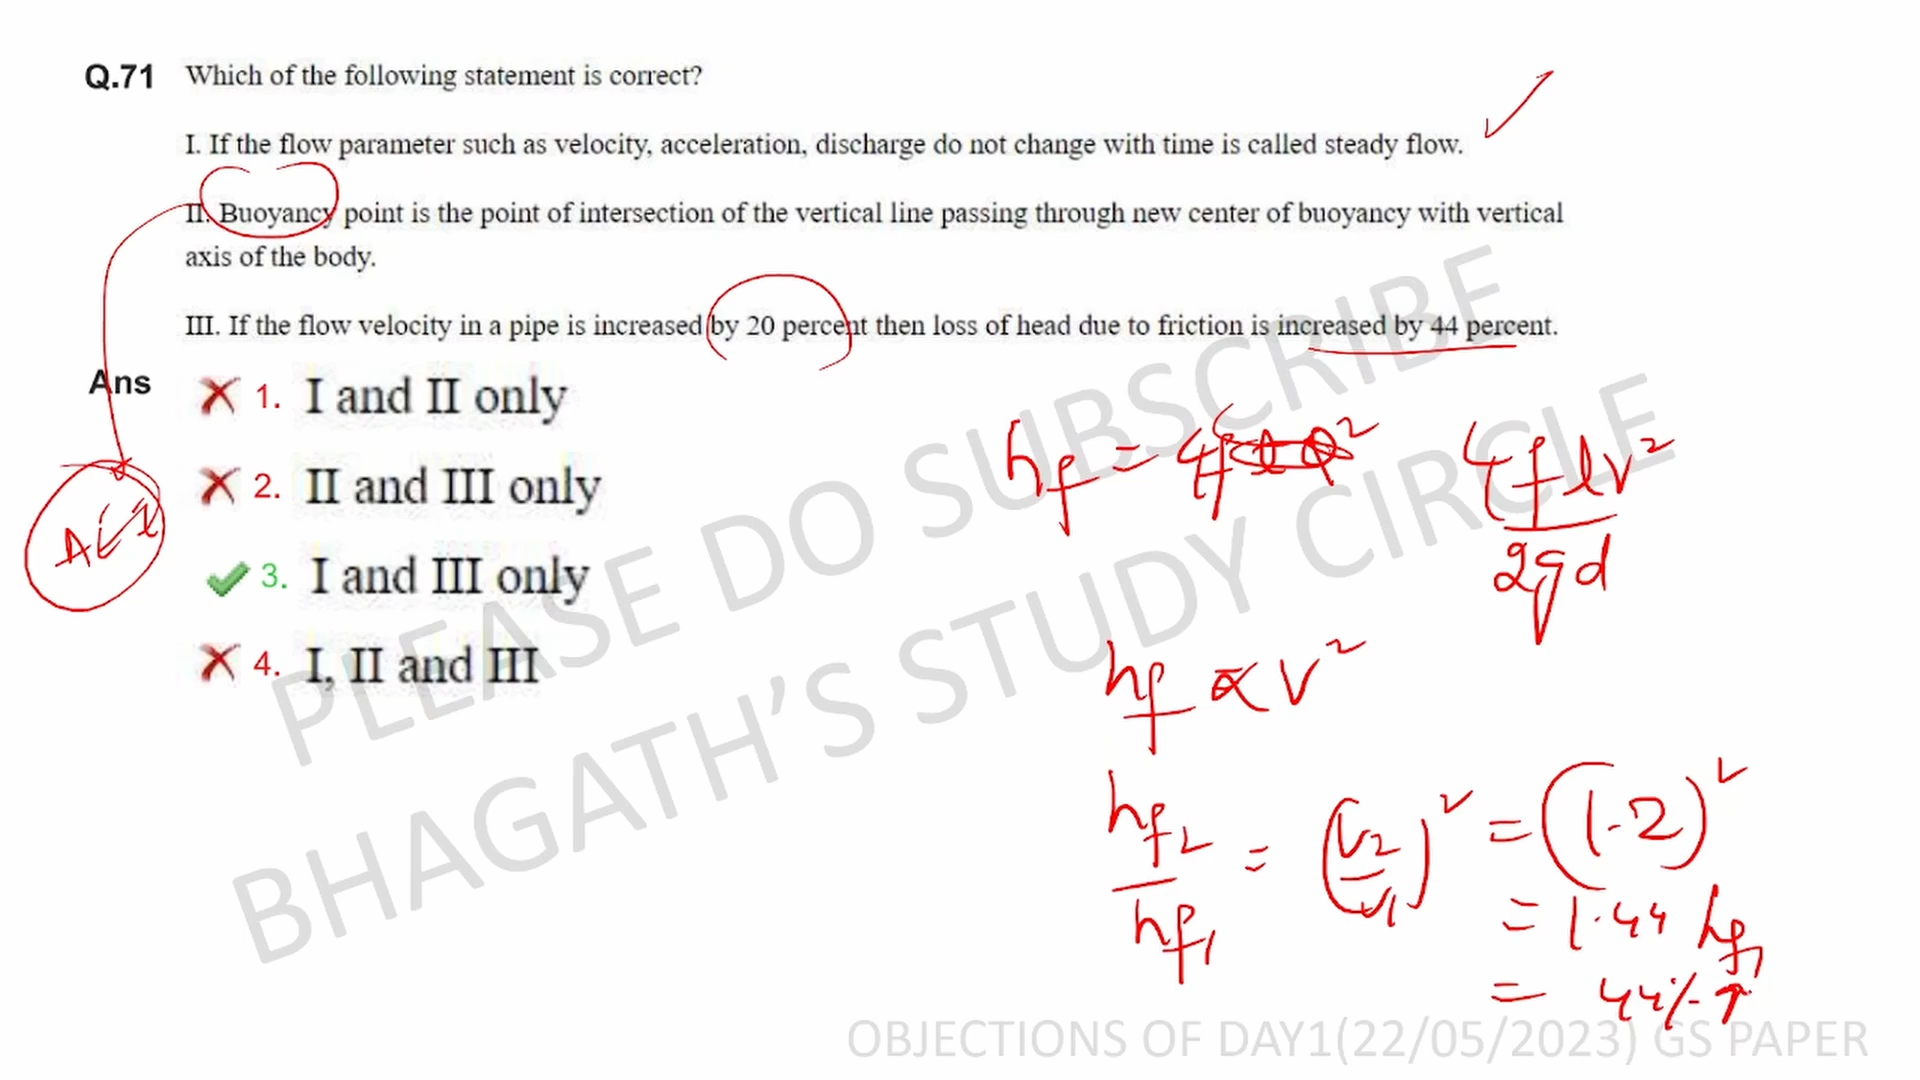 Q.71 Which of the following statement is correct?
I. If the flow parameter such as velocity, acceleration, discharge do not change with time is called steady flow.
II. Buoyancy point is the point of intersection of the vertical line passing through new center of buoyancy with vertical
axis of the body.
III. If the flow velocity in a pipe is increased by 20 percent then loss of head due to friction is increased by 44 percent.
Ans
1. I and II only
2. II and III only
3. I and III only
4. I, II and III
hf = 4f
4flv²
2gd
hf ∝ v²
hf2
hf1
= (v2/v1)² = (1.2)²
= 1.44 hf1
= 44% ↑
PLEASE DO SUBSCRIBE
BHAGATH'S STUDY CIRCLE
OBJECTIONS OF DAY1(22/05/2023) GS PAPER